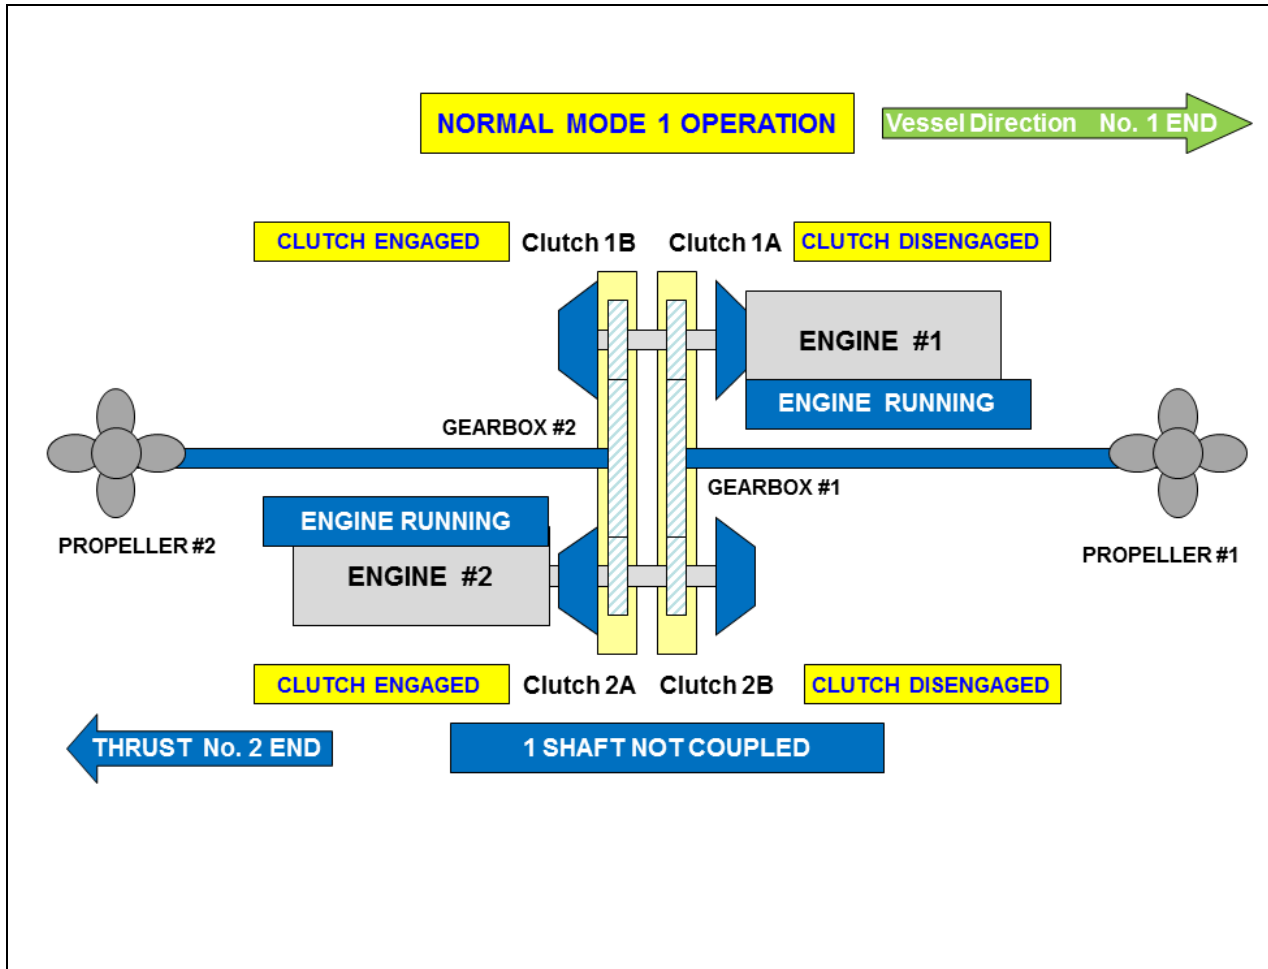 NORMAL MODE 1 OPERATION
Vessel Direction No. 1 END
CLUTCH ENGAGED
Clutch 1B
Clutch 1A
CLUTCH DISENGAGED
ENGINE #1
ENGINE RUNNING
GEARBOX #2
GEARBOX #1
ENGINE RUNNING
PROPELLER #2
PROPELLER #1
ENGINE #2
CLUTCH ENGAGED
Clutch 2A
Clutch 2B
CLUTCH DISENGAGED
THRUST No. 2 END
1 SHAFT NOT COUPLED